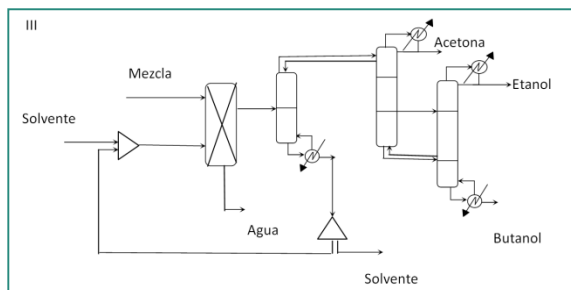 III
Acetona
Mezcla
Etanol
Solvente
Agua
Butanol
Solvente